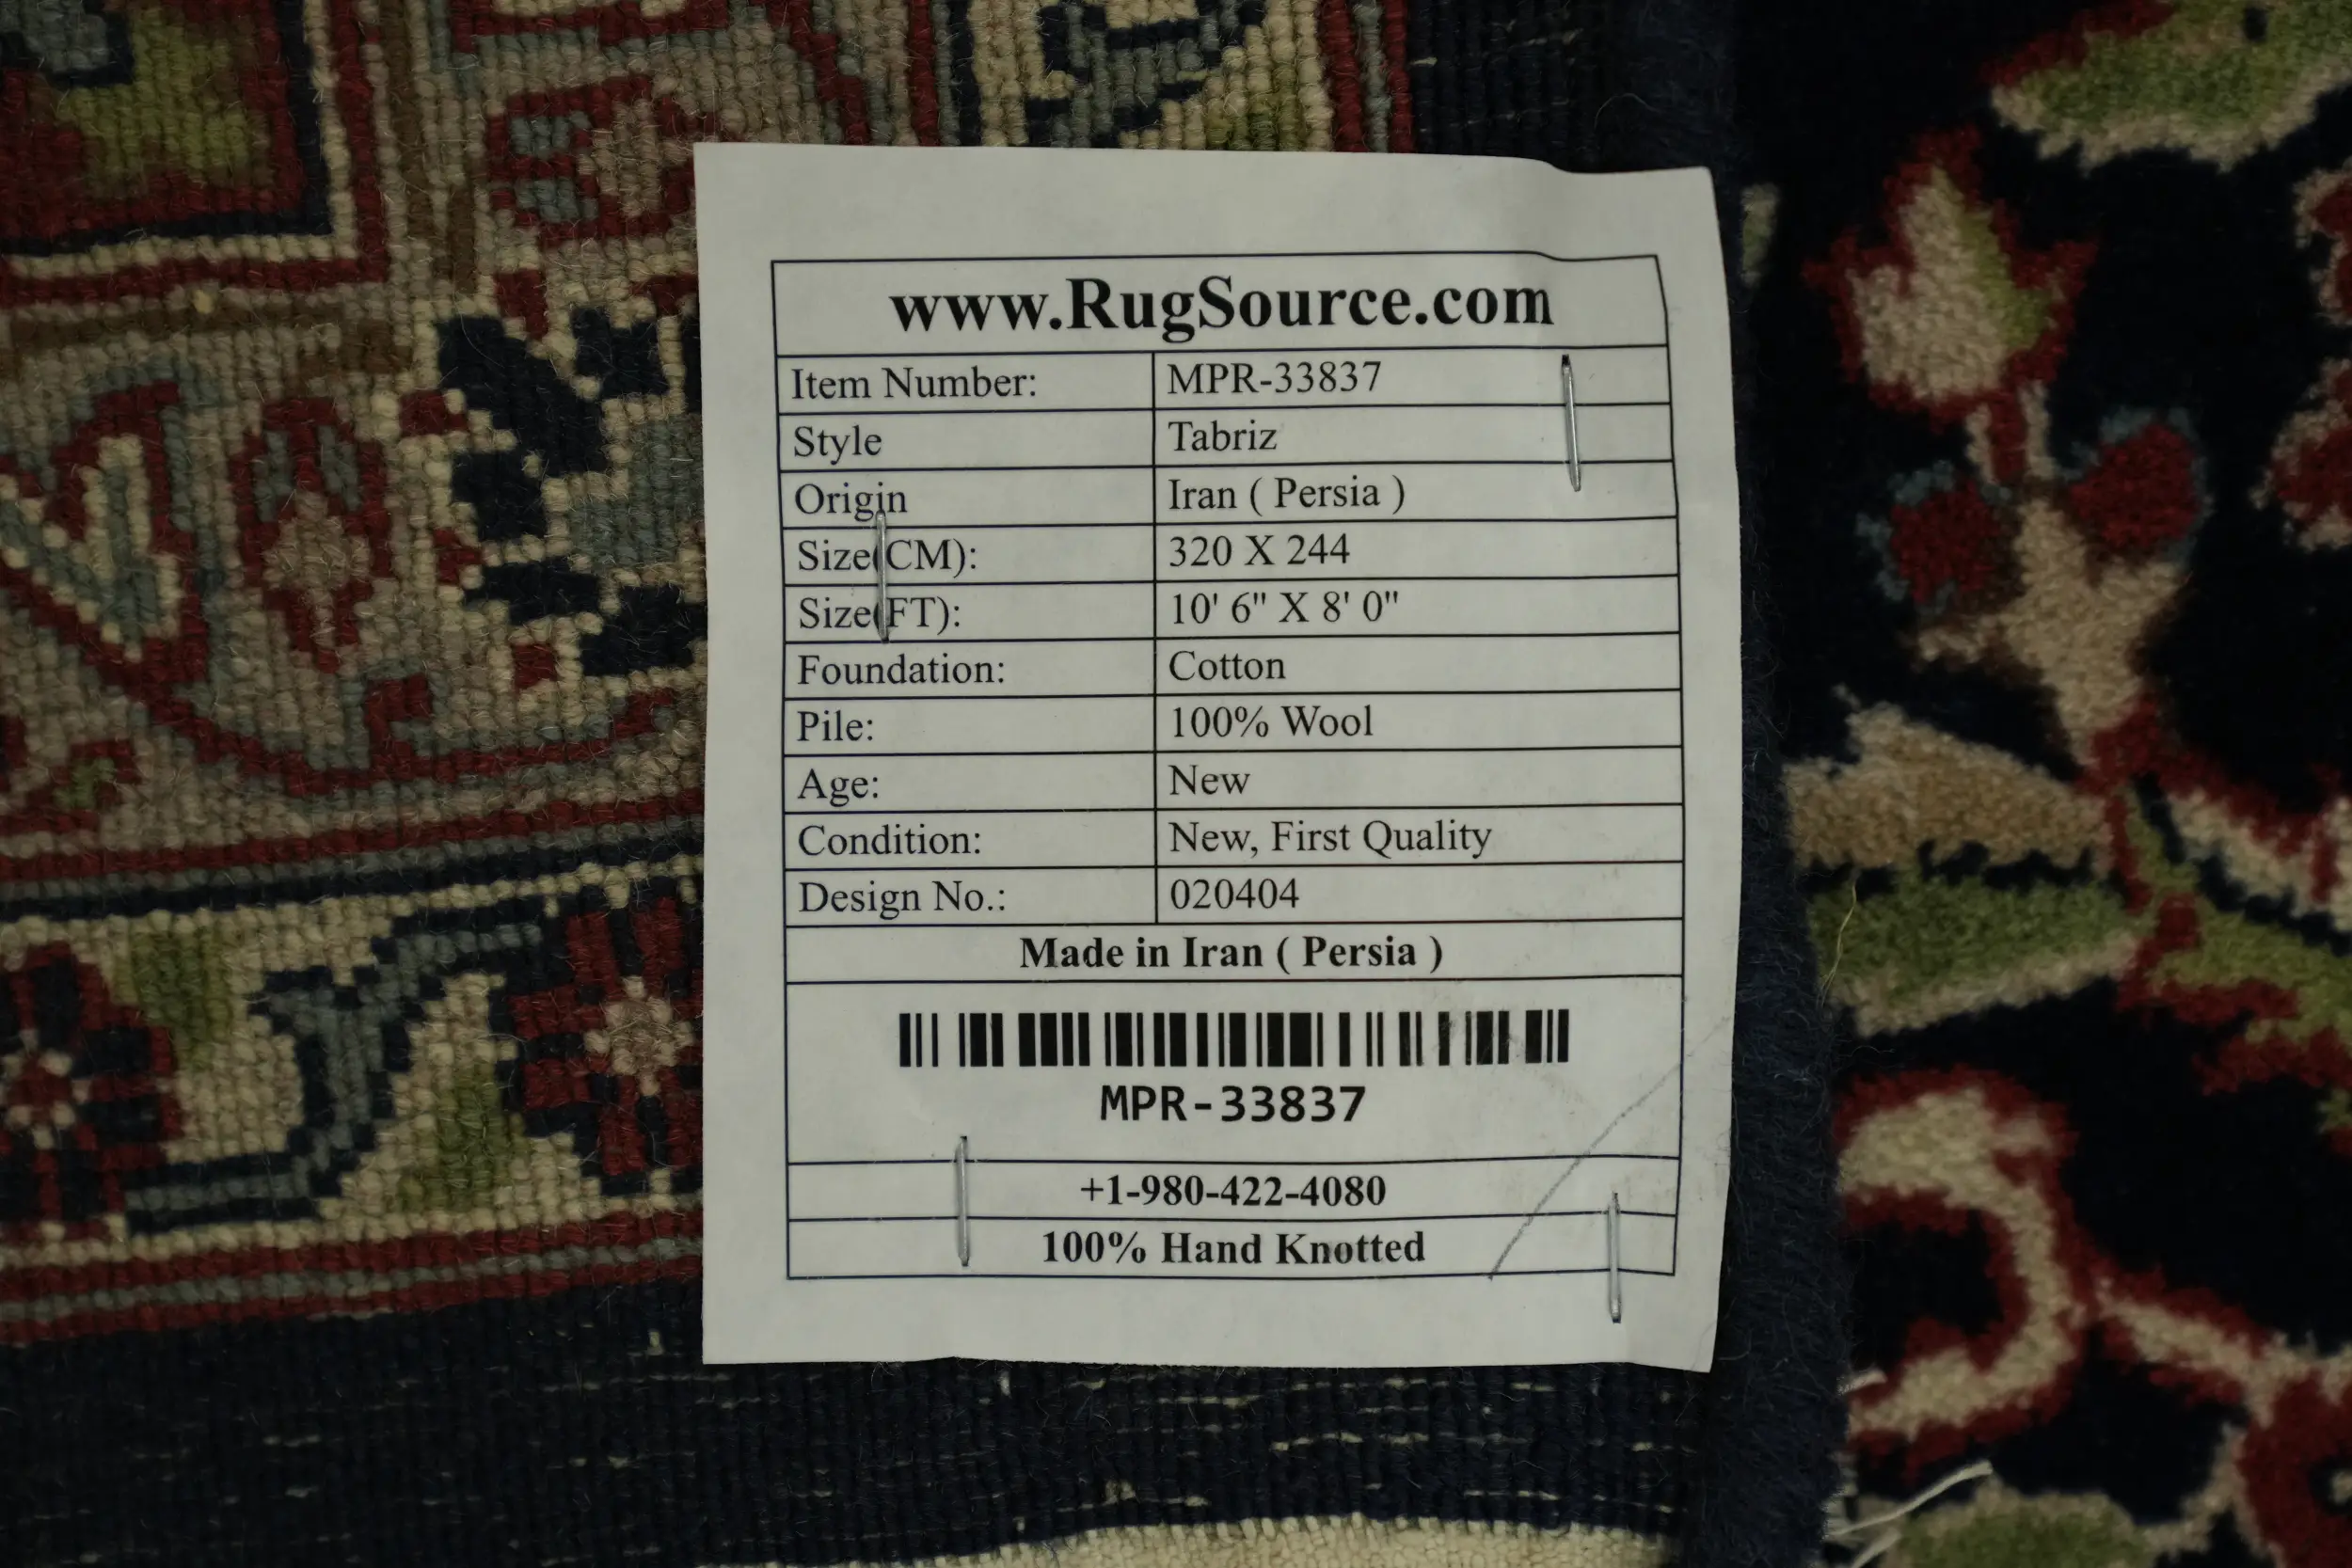 www.RugSource.com
Item Number: MPR-33837
Style Tabriz
Origin Iran ( Persia )
Size(CM): 320 X 244
Size(FT): 10' 6" X 8' 0"
Foundation: Cotton
Pile: 100% Wool
Age: New
Condition: New, First Quality
Design No.: 020404
Made in Iran ( Persia )
MPR-33837
+1-980-422-4080
100% Hand Knotted